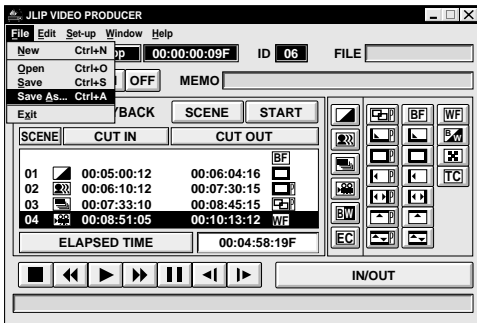 JLIP VIDEO PRODUCER
File Edit Set-up Window Help
New Ctrl+N
Open Ctrl+O
Save Ctrl+S
Save As... Ctrl+A
Exit
00:00:00:09F ID 06 FILE
OFF MEMO
SCENE START
SCENE CUT IN CUT OUT
BF
01 00:05:00:12 00:06:04:16
02 00:06:10:12 00:07:30:15 P
03 00:07:33:10 00:08:45:15 P
04 00:08:51:05 00:10:13:12 WF
ELAPSED TIME 00:04:58:19F
P BF WF
P B/W
P
P TC
P
BW P
EC P
IN/OUT